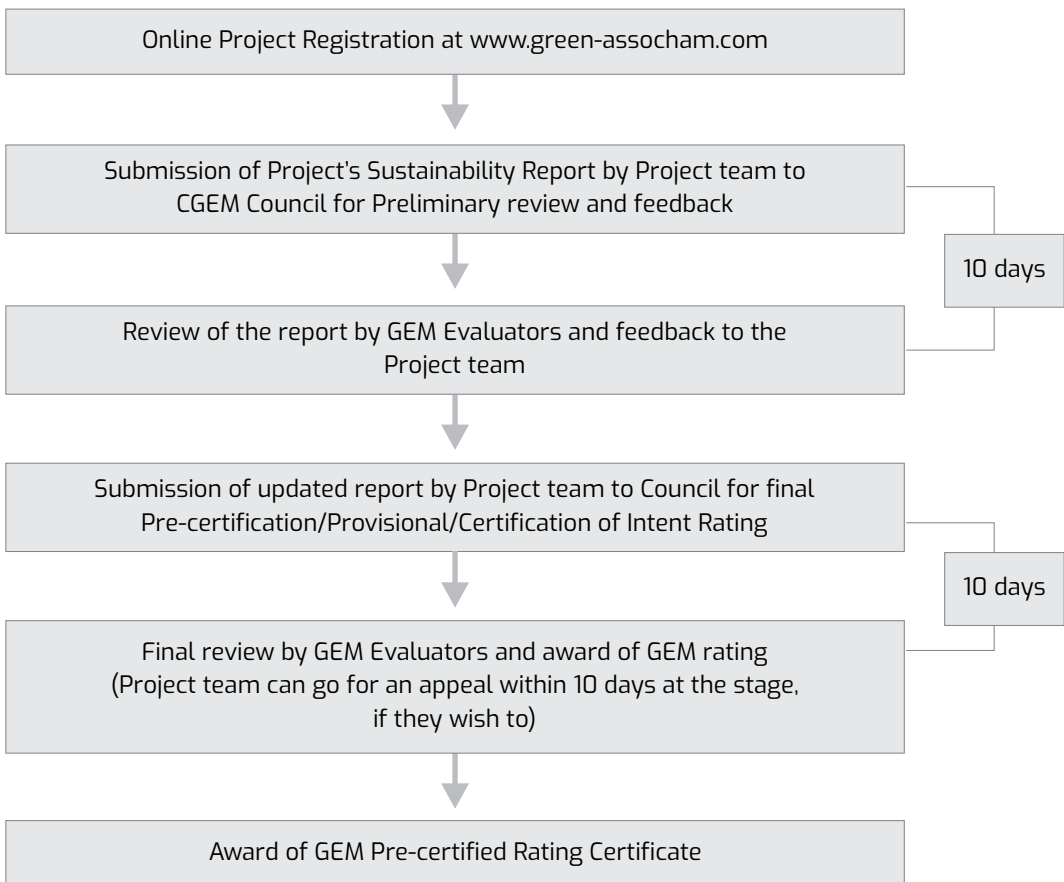 Online Project Registration at www.green-assocham.com
Submission of Project's Sustainability Report by Project team to
CGEM Council for Preliminary review and feedback
10 days
Review of the report by GEM Evaluators and feedback to the
Project team
Submission of updated report by Project team to Council for final
Pre-certification/Provisional/Certification of Intent Rating
10 days
Final review by GEM Evaluators and award of GEM rating
(Project team can go for an appeal within 10 days at the stage,
if they wish to)
Award of GEM Pre-certified Rating Certificate